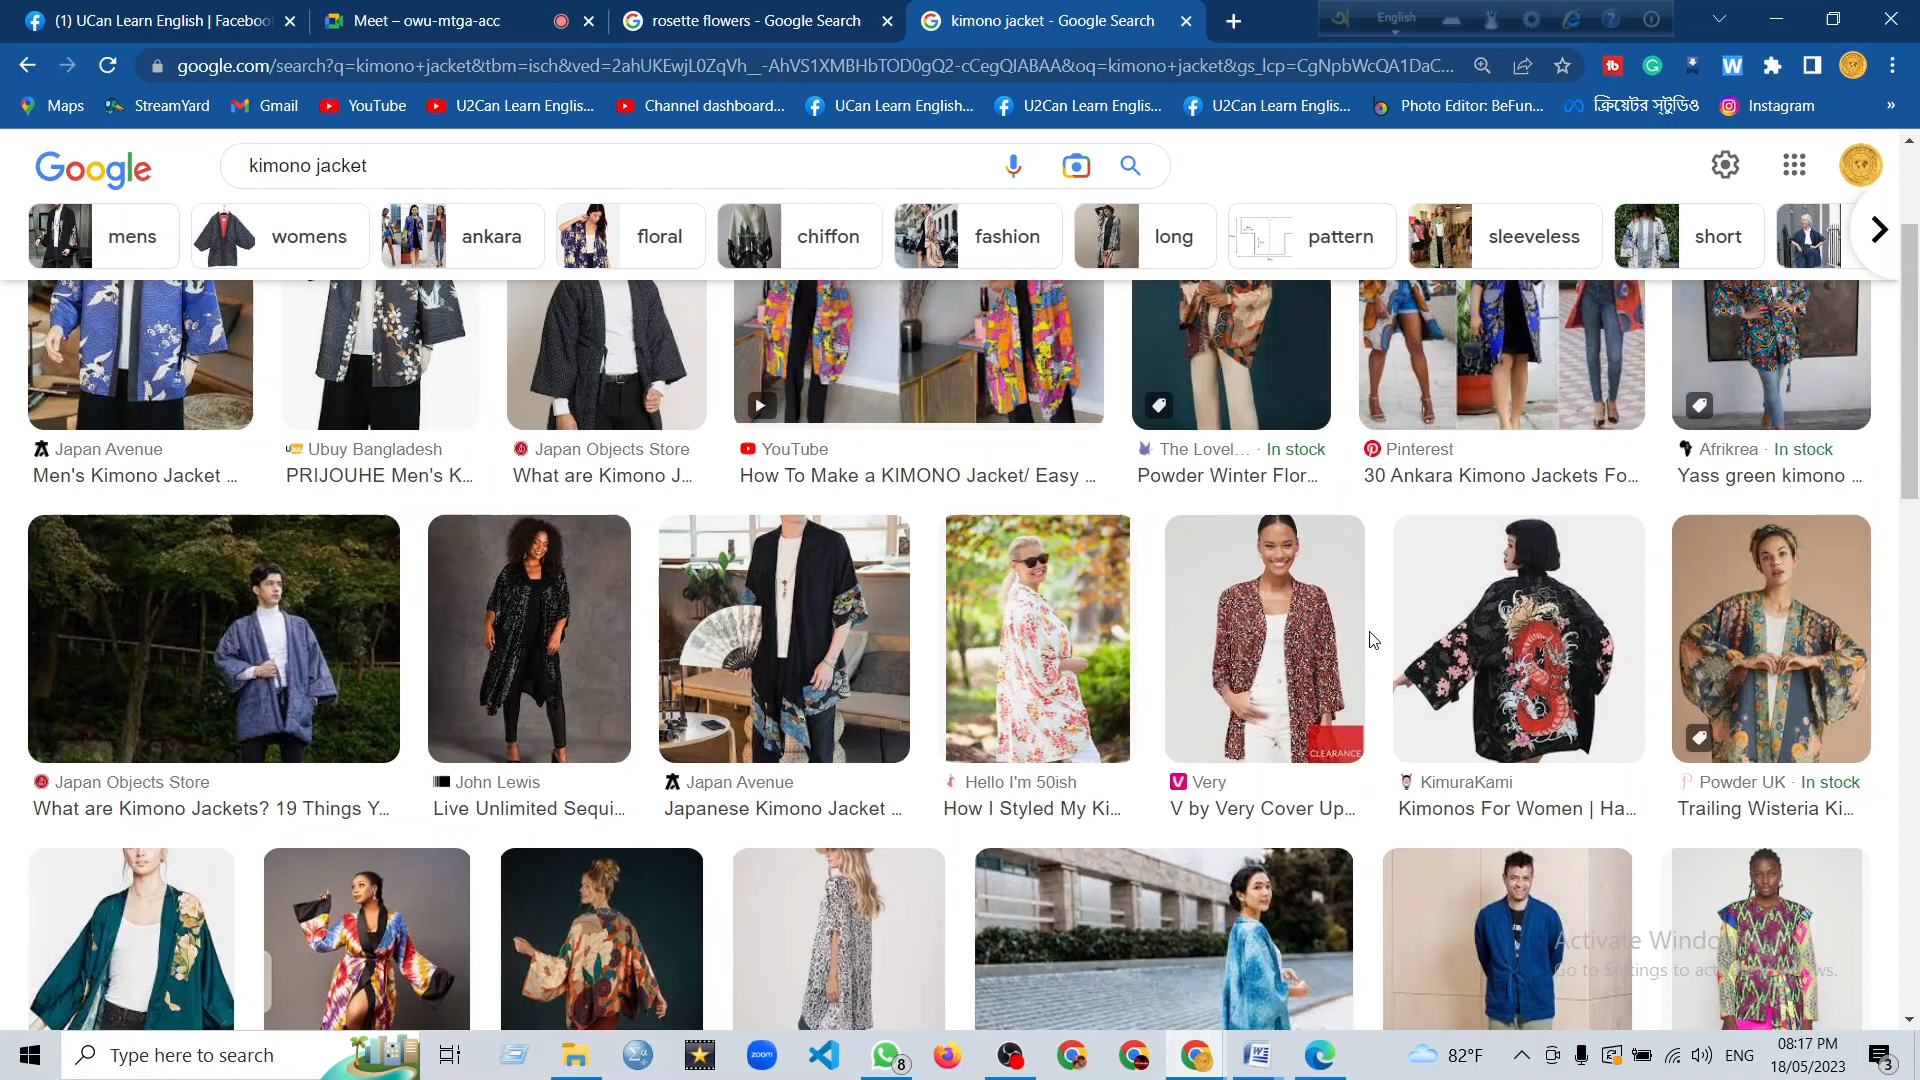 (1) UCan Learn English | Faceboo
Meet – owu-mtga-acc
rosette flowers - Google Search
kimono jacket - Google Search
English
google.com/search?q=kimono+jacket&tbm=isch&ved=2ahUKEwjL0ZqVh__-AhVS1XMBHbTOD0gQ2-cCegQIABAA&oq=kimono+jacket&gs_lcp=CgNpbWcQA1DaC...
Maps
StreamYard
Gmail
YouTube
U2Can Learn Englis...
Channel dashboard...
UCan Learn English...
U2Can Learn Englis...
U2Can Learn Englis...
Photo Editor: BeFun...
ক্রিয়েটর স্টুডিও
Instagram
»
Google
kimono jacket
mens
womens
ankara
floral
chiffon
fashion
long
pattern
sleeveless
short
Japan Avenue
Men's Kimono Jacket ...
Ubuy Bangladesh
PRIJOUHE Men's K...
Japan Objects Store
What are Kimono J...
YouTube
How To Make a KIMONO Jacket/ Easy ...
The Lovel... · In stock
Powder Winter Flor...
Pinterest
30 Ankara Kimono Jackets Fo...
Afrikrea · In stock
Yass green kimono ...
CLEARANCE
Japan Objects Store
What are Kimono Jackets? 19 Things Y...
John Lewis
Live Unlimited Sequi...
Japan Avenue
Japanese Kimono Jacket ...
Hello I'm 50ish
How I Styled My Ki...
Very
V by Very Cover Up...
KimuraKami
Kimonos For Women | Ha...
Powder UK · In stock
Trailing Wisteria Ki...
Activate Windo
Go to Settings to ac ws.
Type here to search
zoom
8
82°F
ENG
08:17 PM
18/05/2023
3